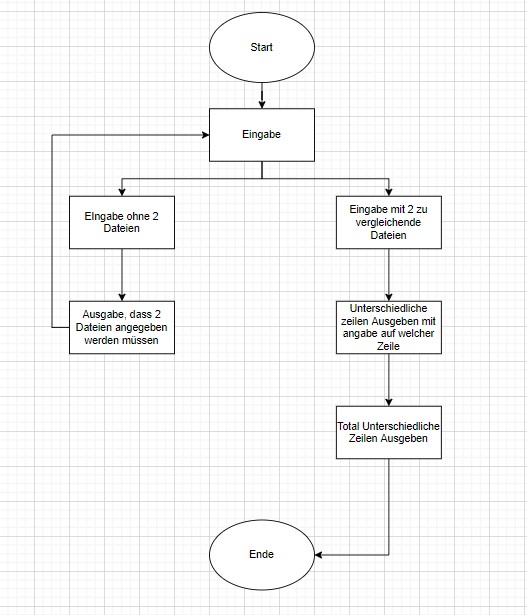 Start
Eingabe
EIngabe ohne 2
Dateien
Eingabe mit 2 zu
vergleichende
Dateien
Ausgabe, dass 2
Dateien angegeben
werden müssen
Unterschiedliche
zeilen Ausgeben mit
angabe auf welcher
Zeile
Total Unterschiedliche
Zeilen Ausgeben
Ende